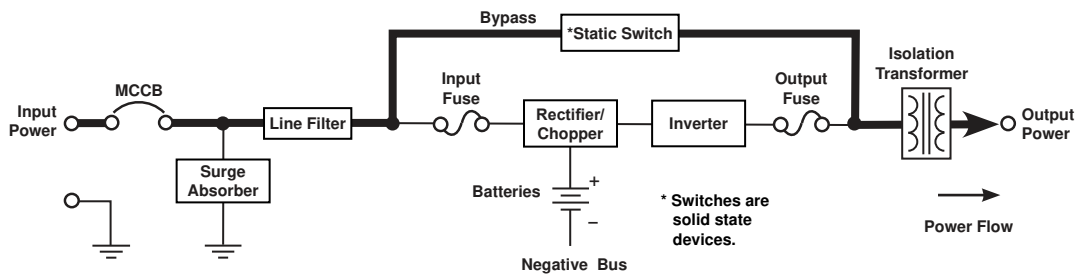 Bypass
*Static Switch
Isolation
Transformer
MCCB
Input
Fuse
Output
Fuse
Input
Power
Line Filter
Rectifier/
Chopper
Inverter
Output
Power
Surge
Absorber
Batteries
+
–
* Switches are
solid state
devices.
Power Flow
Negative Bus